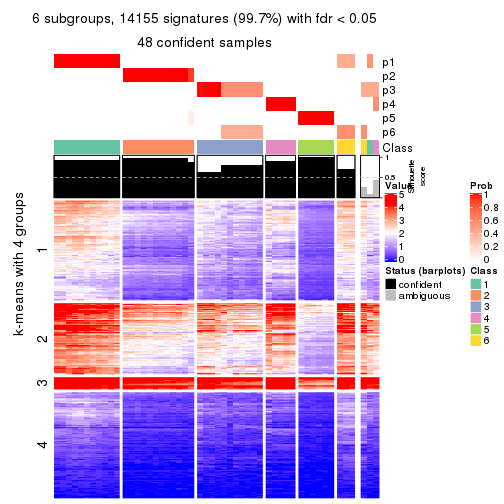 6 subgroups, 14155 signatures (99.7%) with fdr < 0.05
48 confident samples
p1
p2
p3
p4
p5
p6
Class
1
0.5
0
Silhouette
score
k-means with 4 groups
1
2
3
4
Value
5
4
3
2
1
0
Prob
1
0.8
0.6
0.4
0.2
0
Status (barplots)
confident
ambiguous
Class
1
2
3
4
5
6